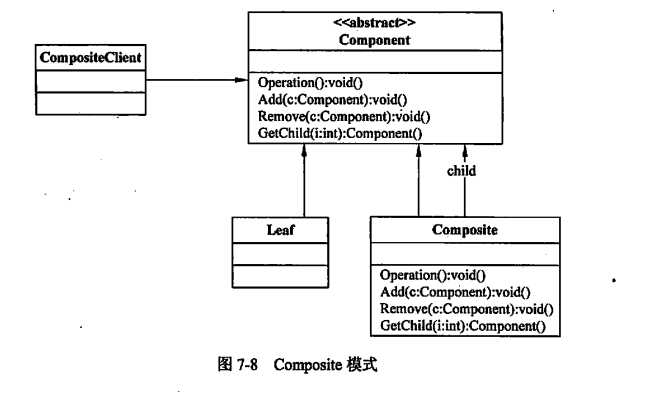 <<abstract>>
Component
CompositeClient
Operation():void()
Add(c:Component):void()
Remove(c:Component):void()
GetChild(i:int):Component()
child
Leaf
Composite
Operation():void()
Add(c:Component):void()
Remove(c:Component):void()
GetChild(i:int):Component()
图 7-8 Composite 模式